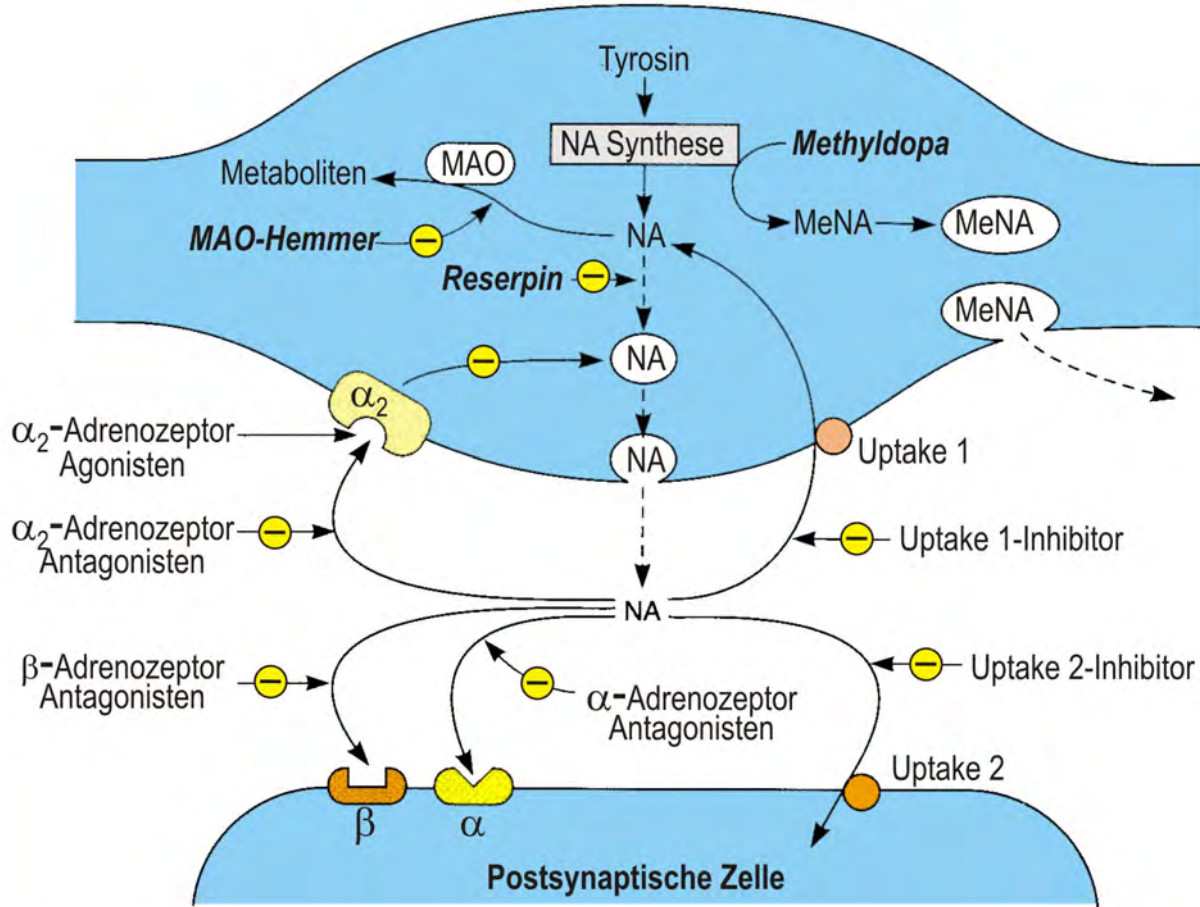 Tyrosin
NA Synthese
Methyldopa
MAO
Metaboliten
MAO-Hemmer
−
NA
MeNA
MeNA
Reserpin
−
MeNA
−
NA
α₂
α₂-Adrenozeptor
Agonisten
NA
Uptake 1
α₂-Adrenozeptor
Antagonisten
−
−
Uptake 1-Inhibitor
NA
β-Adrenozeptor
Antagonisten
−
−
α-Adrenozeptor
Antagonisten
−
Uptake 2-Inhibitor
Uptake 2
β
α
Postsynaptische Zelle